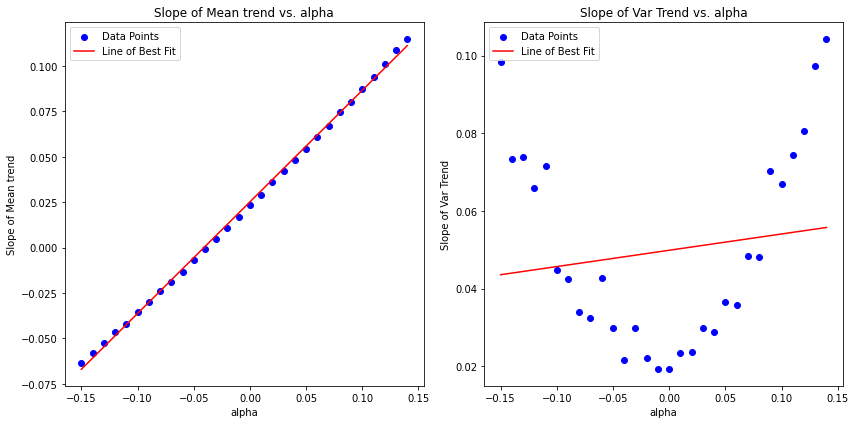 Slope of Mean trend vs. alpha
Data Points
Line of Best Fit
Slope of Mean trend
0.100
0.075
0.050
0.025
0.000
−0.025
−0.050
−0.075
−0.15
−0.10
−0.05
0.00
0.05
0.10
0.15
alpha
Slope of Var Trend vs. alpha
Data Points
Line of Best Fit
Slope of Var Trend
0.10
0.08
0.06
0.04
0.02
−0.15
−0.10
−0.05
0.00
0.05
0.10
0.15
alpha